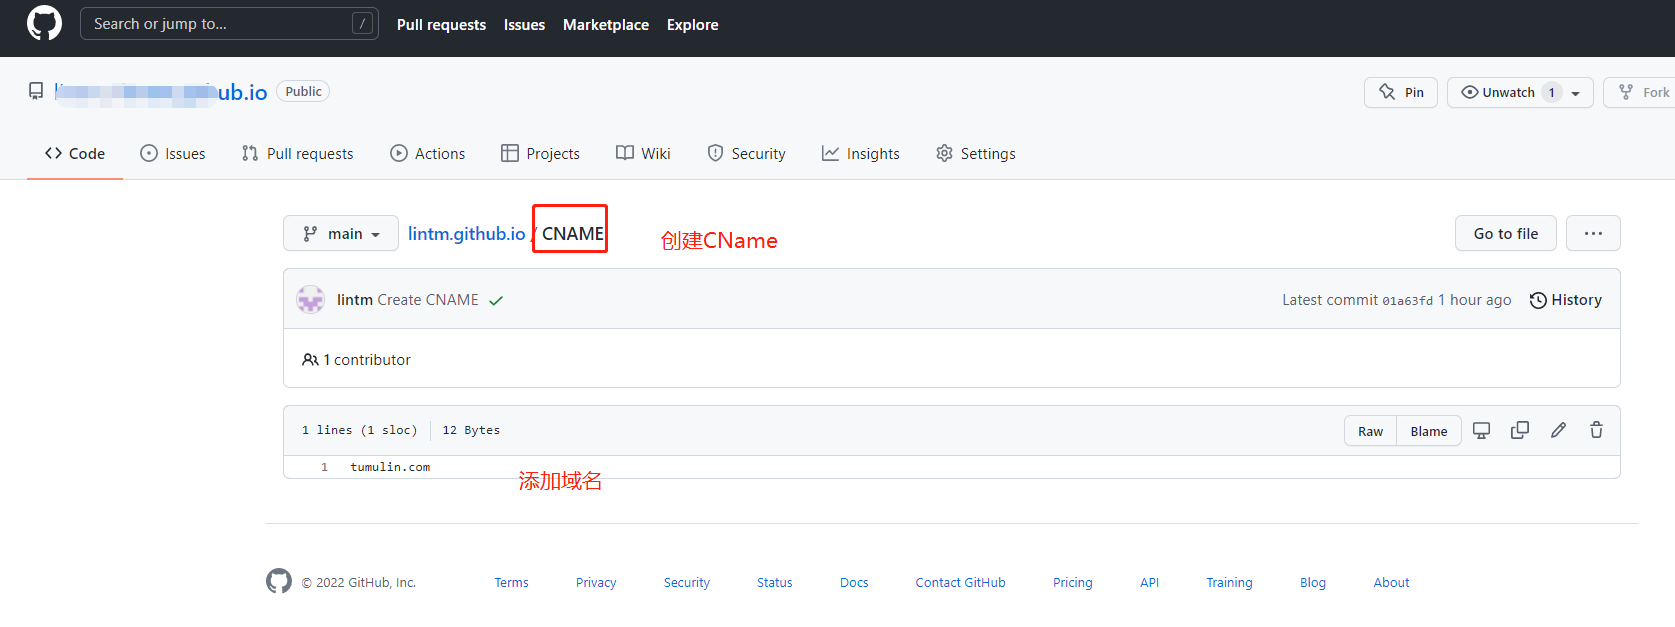 Search or jump to... /
Pull requests Issues Marketplace Explore
ub.io Public
Pin Unwatch 1 Fork
Code Issues Pull requests Actions Projects Wiki Security Insights Settings
main lintm.github.io / CNAME 创建CName Go to file ...
lintm Create CNAME Latest commit 01a63fd 1 hour ago History
1 contributor
1 lines (1 sloc) 12 Bytes Raw Blame
1 tumulin.com
添加域名
© 2022 GitHub, Inc. Terms Privacy Security Status Docs Contact GitHub Pricing API Training Blog About